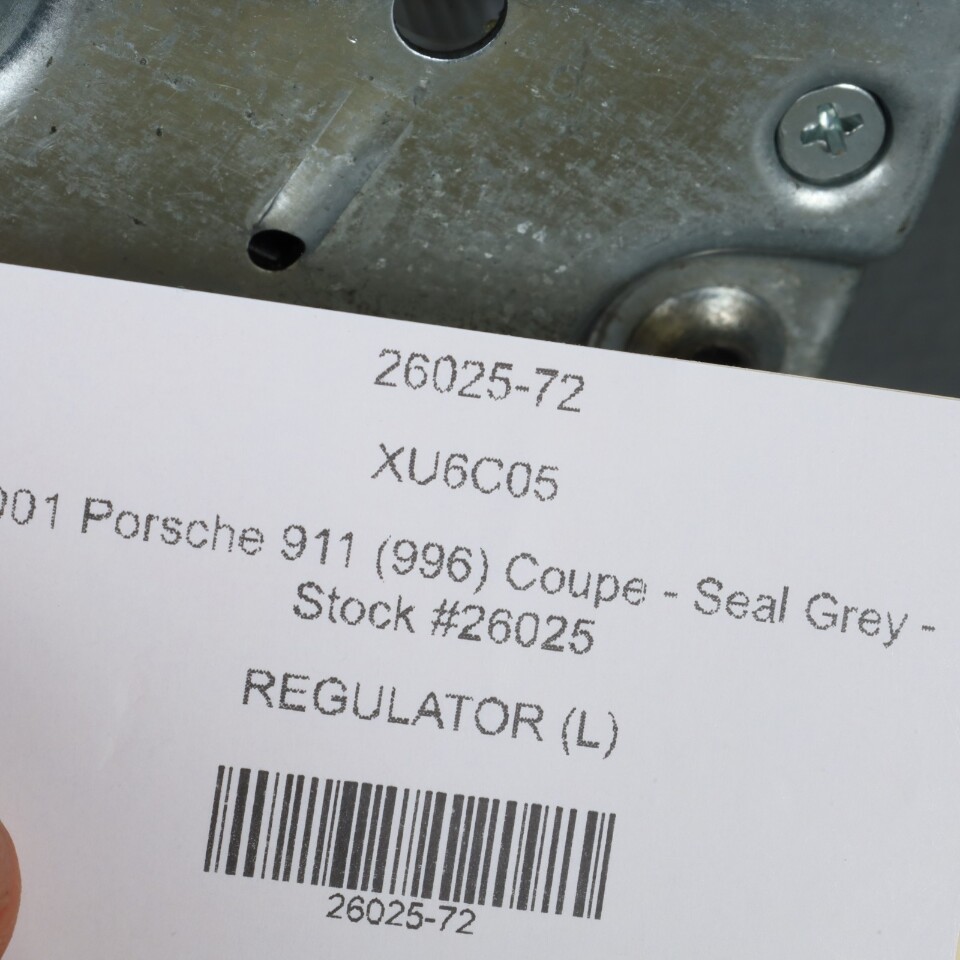 26025-72
XU6C05
001 Porsche 911 (996) Coupe - Seal Grey -
Stock #26025
REGULATOR (L)
26025-72